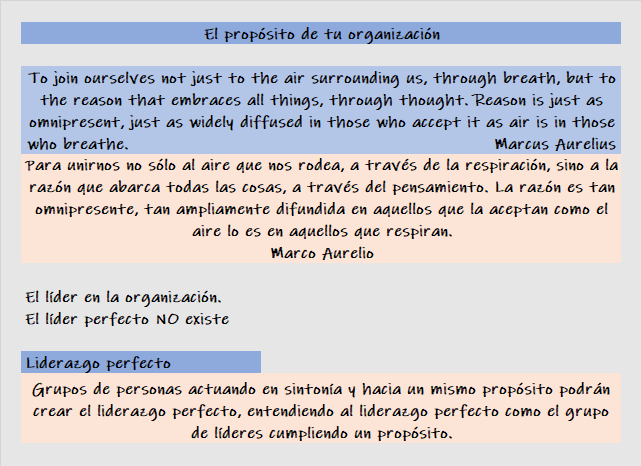 El propósito de tu organización
To join ourselves not just to the air surrounding us, through breath, but to
the reason that embraces all things, through thought. Reason is just as
omnipresent, just as widely diffused in those who accept it as air is in those
who breathe. Marcus Aurelius
Para unirnos no sólo al aire que nos rodea, a través de la respiración, sino a la
razón que abarca todas las cosas, a través del pensamiento. La razón es tan
omnipresente, tan ampliamente difundida en aquellos que la aceptan como el
aire lo es en aquellos que respiran.
Marco Aurelio
El líder en la organización.
El líder perfecto NO existe
Liderazgo perfecto
Grupos de personas actuando en sintonía y hacia un mismo propósito podrán
crear el liderazgo perfecto, entendiendo al liderazgo perfecto como el grupo
de líderes cumpliendo un propósito.